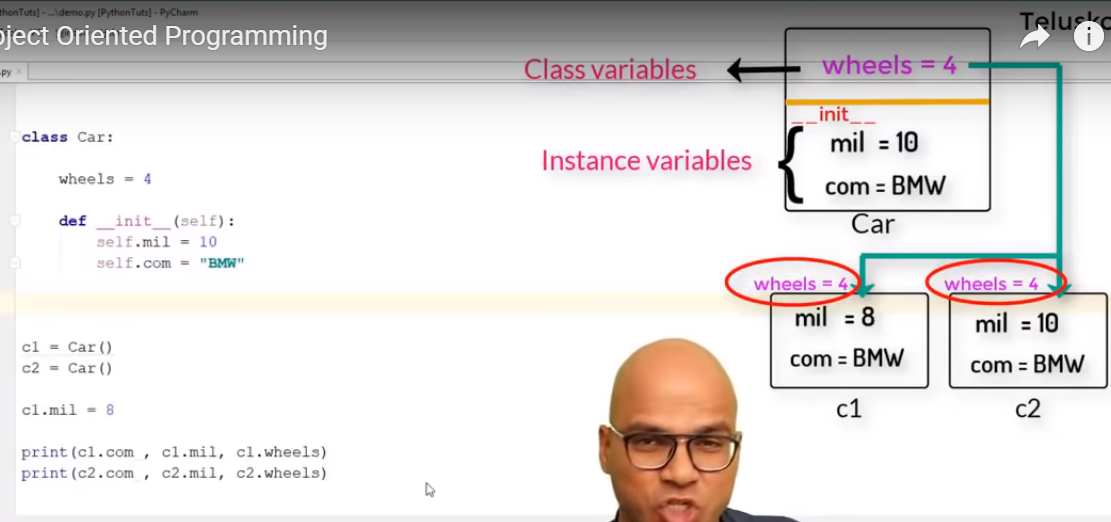 thonTuts] - ...\demo.py [PythonTuts] - PyCharm
bject Oriented Programming
Telusko
.py
class Car:
wheels = 4
def __init__(self):
self.mil = 10
self.com = "BMW"
c1 = Car()
c2 = Car()
c1.mil = 8
print(c1.com , c1.mil, c1.wheels)
print(c2.com , c2.mil, c2.wheels)
Class variables
wheels = 4
__init__
Instance variables
mil = 10
com = BMW
Car
wheels = 4
mil = 8
com = BMW
c1
wheels = 4
mil = 10
com = BMW
c2